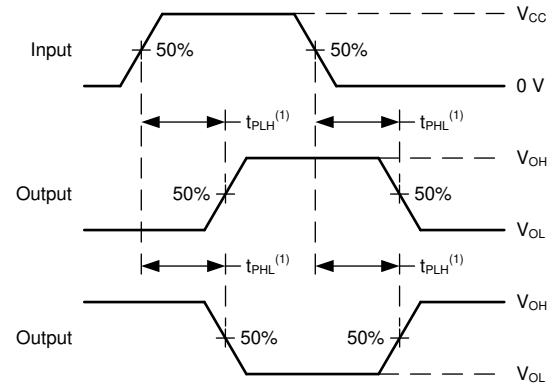 V_CC
Input 50% 50%
0 V
t_PLH^(1) t_PHL^(1)
V_OH
Output 50% 50%
V_OL
t_PHL^(1) t_PLH^(1)
V_OH
Output 50% 50%
V_OL